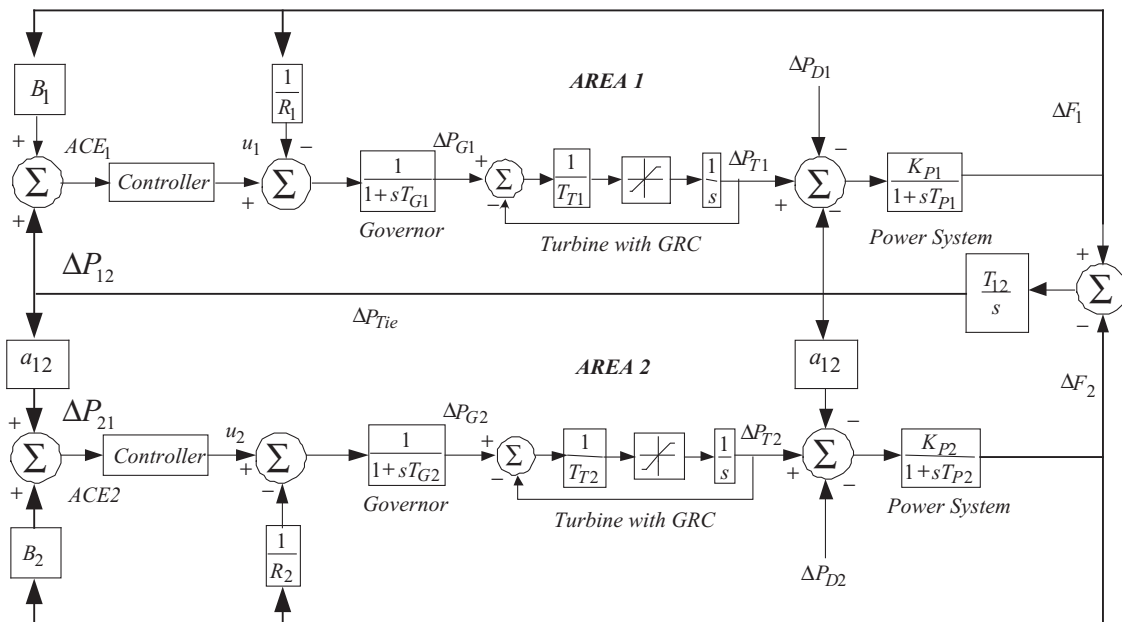 AREA 1
B1
1
R1
ΔPD1
ΔF1
+
ACE1
Controller
u1
−
∑
+
+
∑
1
1 + sTG1
Governor
ΔPG1
+
∑
−
1
TT1
1
s
ΔPT1
Turbine with GRC
−
∑
+
−
KP1
1 + sTP1
Power System
ΔP12
ΔPTie
T12
s
+
∑
−
a12
AREA 2
a12
ΔF2
+
ΔP21
∑
+
ACE2
Controller
u2
+
∑
−
1
1 + sTG2
Governor
ΔPG2
+
∑
−
1
TT2
1
s
ΔPT2
Turbine with GRC
−
∑
+
−
KP2
1 + sTP2
Power System
B2
1
R2
ΔPD2